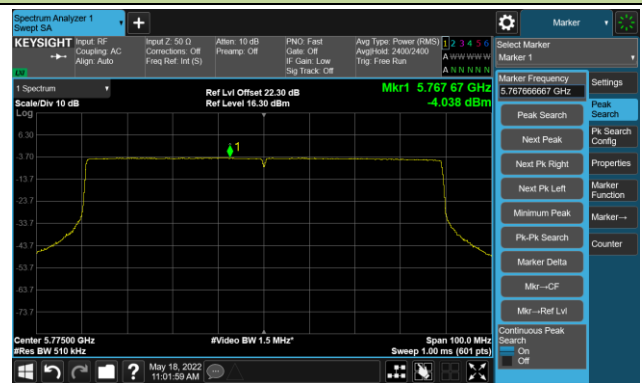 Spectrum Analyzer 1
Swept SA
Marker
KEYSIGHT
Input: RF
Coupling: AC
Align: Auto
Input Z: 50 Ω
Corrections: Off
Freq Ref: Int (S)
Atten: 10 dB
Preamp: Off
PNO: Fast
Gate: Off
IF Gain: Low
Sig Track: Off
Avg Type: Power (RMS)
Avg|Hold: 2400/2400
Trig: Free Run
1 2 3 4 5 6
A W W W W W
A N N N N N
LU
Select Marker
Marker 1
1 Spectrum
Scale/Div 10 dB
Log
Ref Lvl Offset 22.30 dB
Ref Level 16.30 dBm
Mkr1 5.767 67 GHz
-4.038 dBm
6.30
-3.70
-13.7
-23.7
-33.7
-43.7
-53.7
-63.7
-73.7
1
Center 5.77500 GHz
#Res BW 510 kHz
#Video BW 1.5 MHz*
Span 100.0 MHz
Sweep 1.00 ms (601 pts)
Marker Frequency
5.767666667 GHz
Peak Search
Next Peak
Next Pk Right
Next Pk Left
Minimum Peak
Pk-Pk Search
Marker Delta
Mkr→CF
Mkr→Ref Lvl
Continuous Peak
Search
On
Off
Settings
Peak
Search
Pk Search
Config
Properties
Marker
Function
Marker→
Counter
May 18, 2022
11:01:59 AM